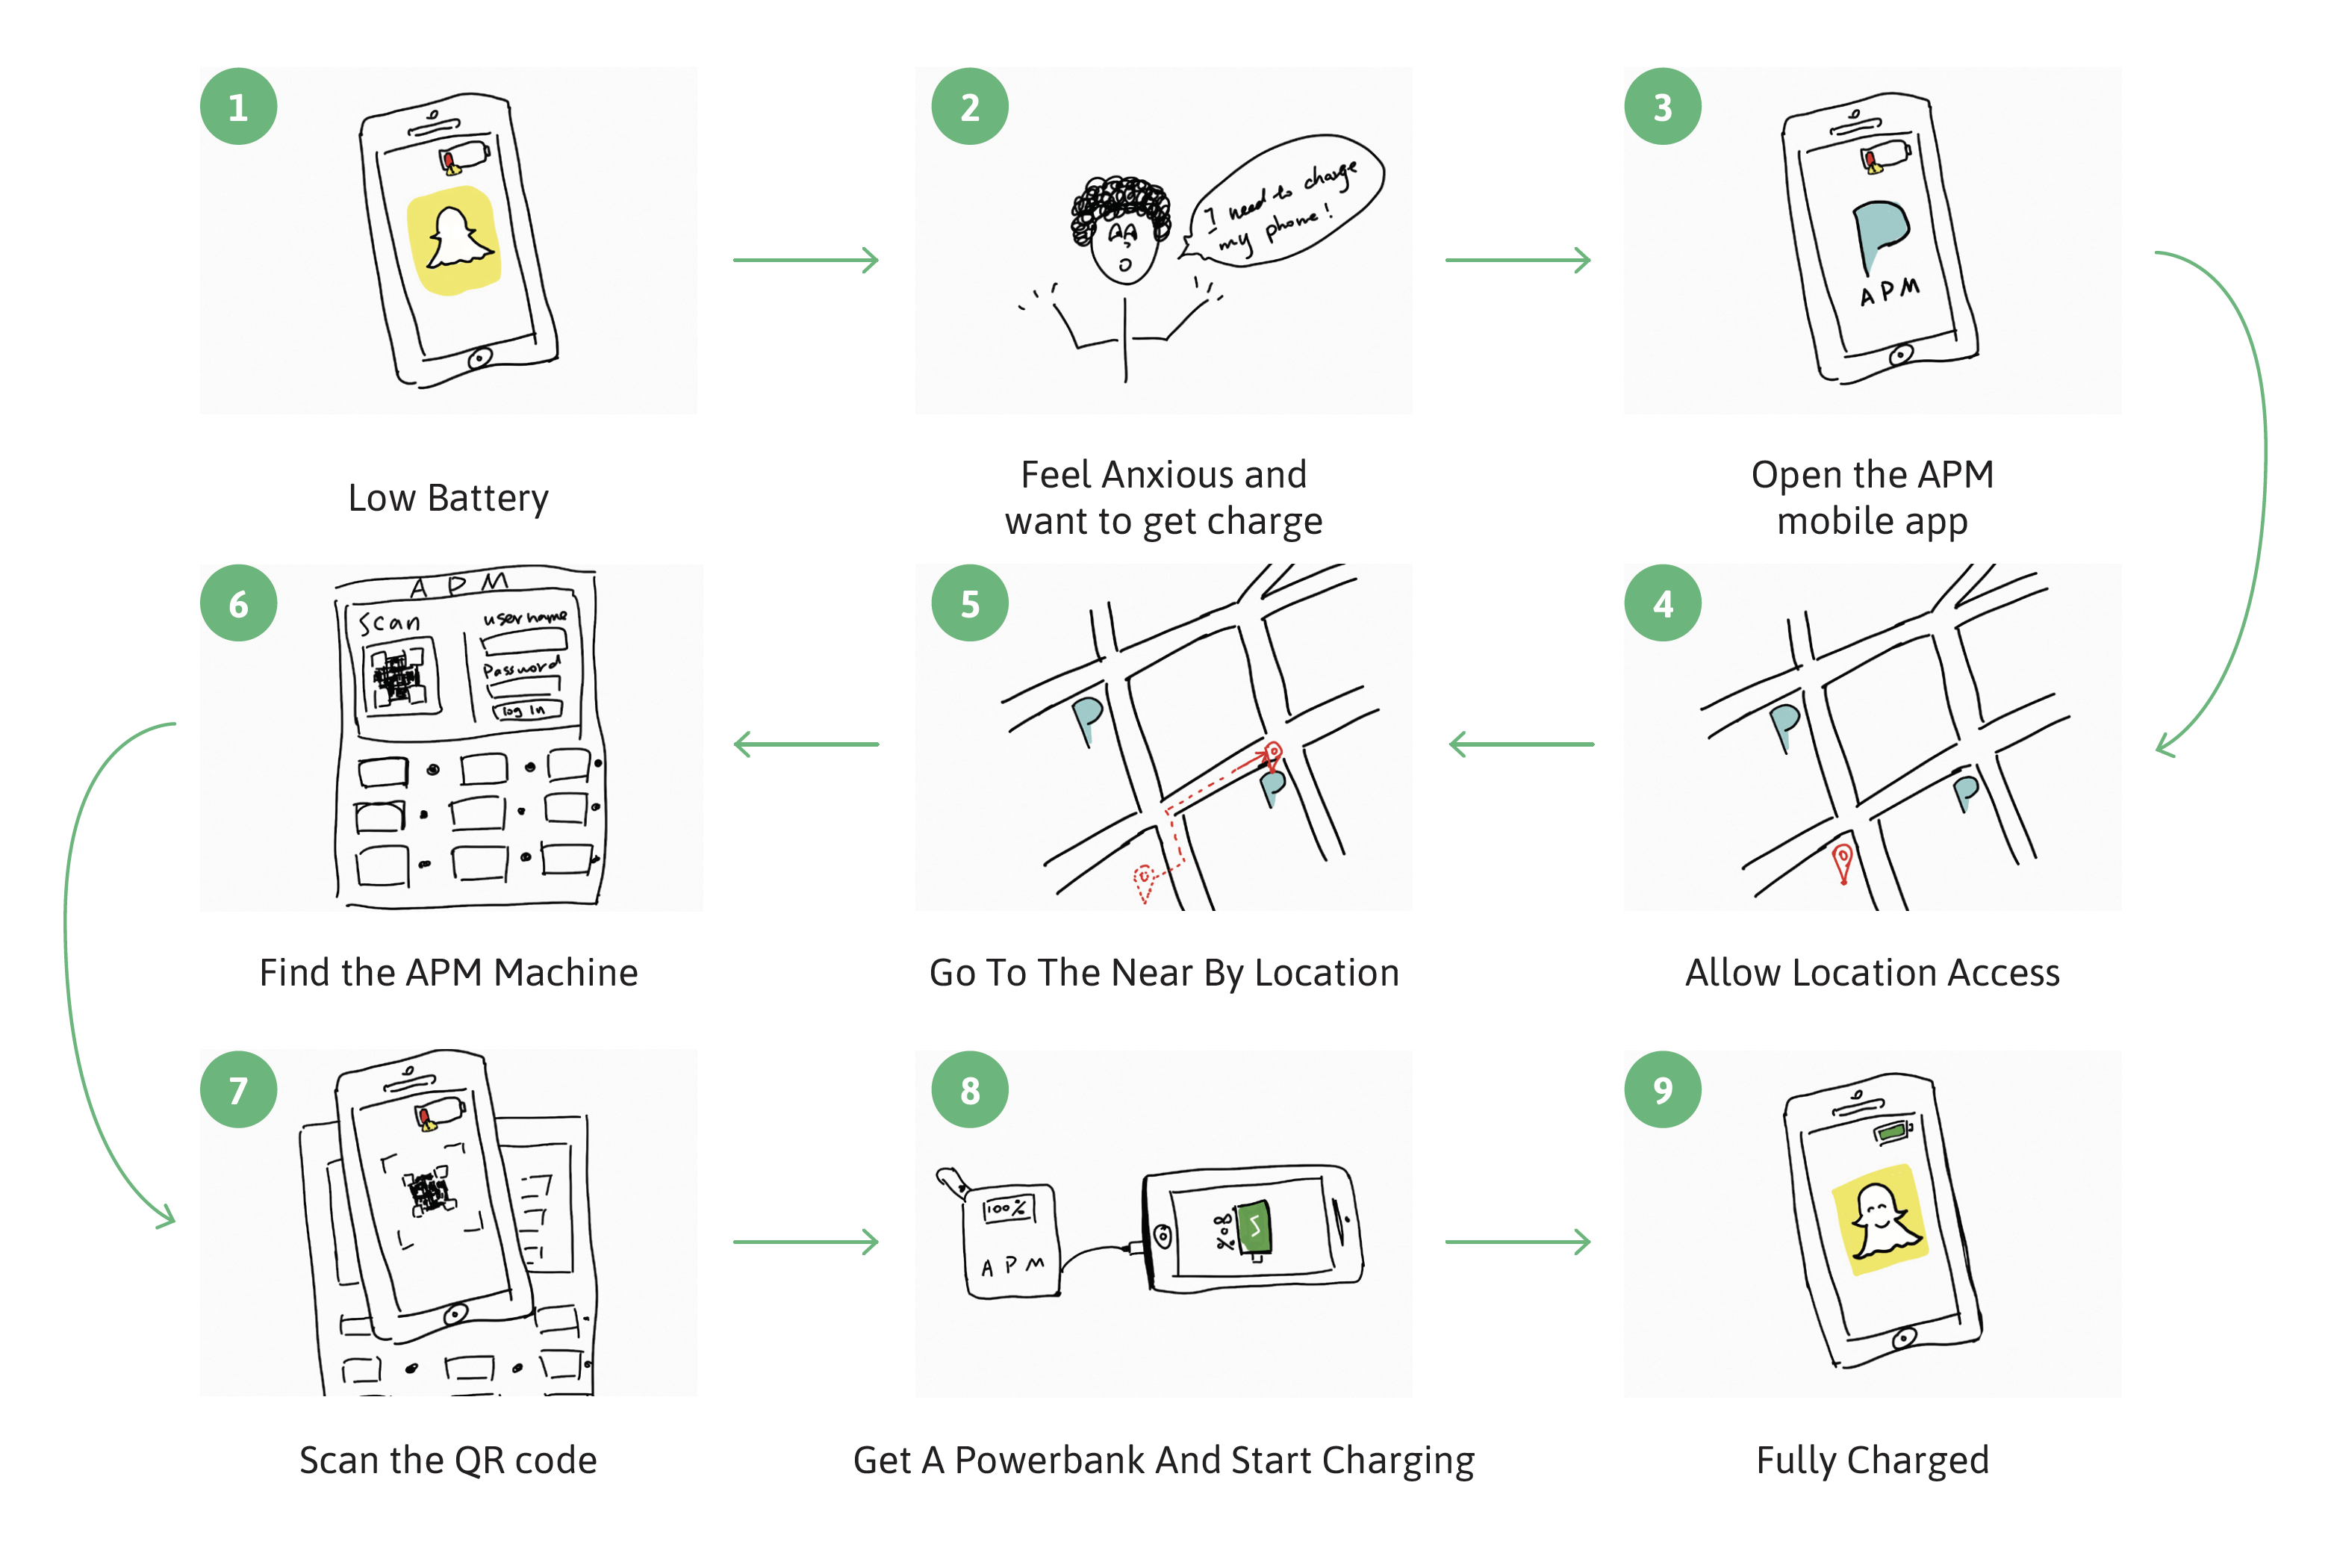 1
2
3
I need to charge
my phone!
APM
Low Battery
Feel Anxious and
want to get charge
Open the APM
mobile app
4
5
6
APM
Scan
username
Password
log In
Allow Location Access
Go To The Near By Location
Find the APM Machine
7
8
9
100%
APM
80%
Scan the QR code
Get A Powerbank And Start Charging
Fully Charged